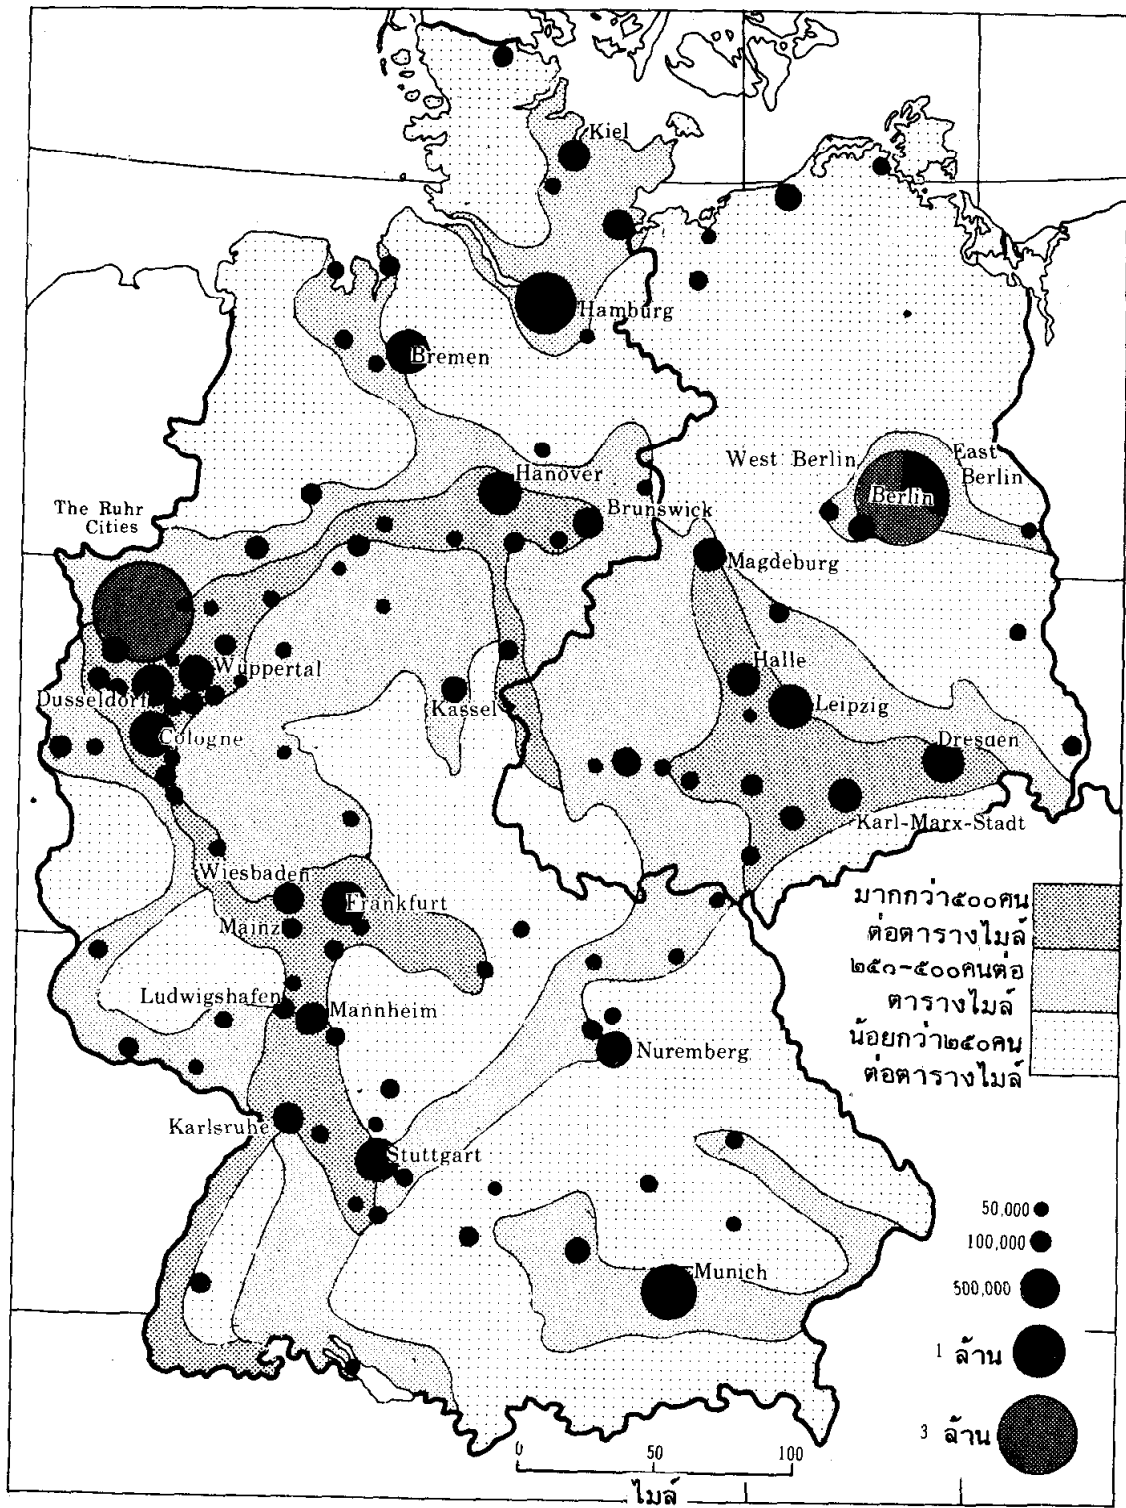 Kiel
Hamburg
Bremen
West Berlin
East
Berlin
Berlin
Hanover
Brunswick
The Ruhr
Cities
Magdeburg
Wuppertal
Halle
Dusseldorf
Kassel
Leipzig
Cologne
Dresden
Karl-Marx-Stadt
Wiesbaden
Frankfurt
Mainz
มากกว่า๕๐๐คน
ต่อตารางไมล์
๒๕๐-๕๐๐คนต่อ
ตารางไมล์
น้อยกว่า๒๕๐คน
ต่อตารางไมล์
Ludwigshafen
Mannheim
Nuremberg
Karlsruhe
Stuttgart
Munich
50,000
100,000
500,000
1 ล้าน
3 ล้าน
0 50 100
ไมล์